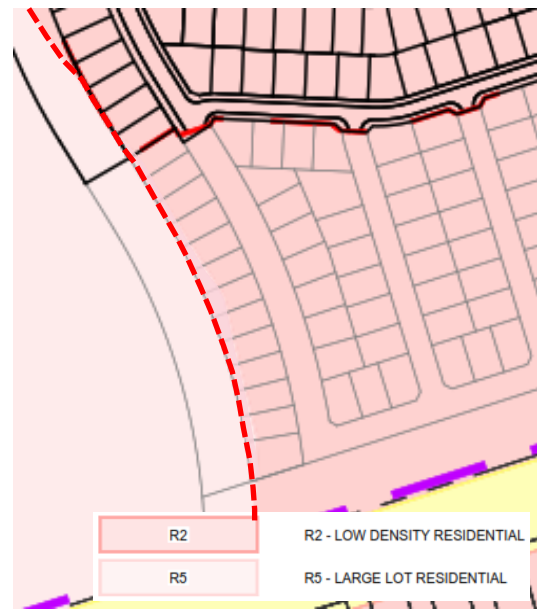 R2 R2 - LOW DENSITY RESIDENTIAL
R5 R5 - LARGE LOT RESIDENTIAL